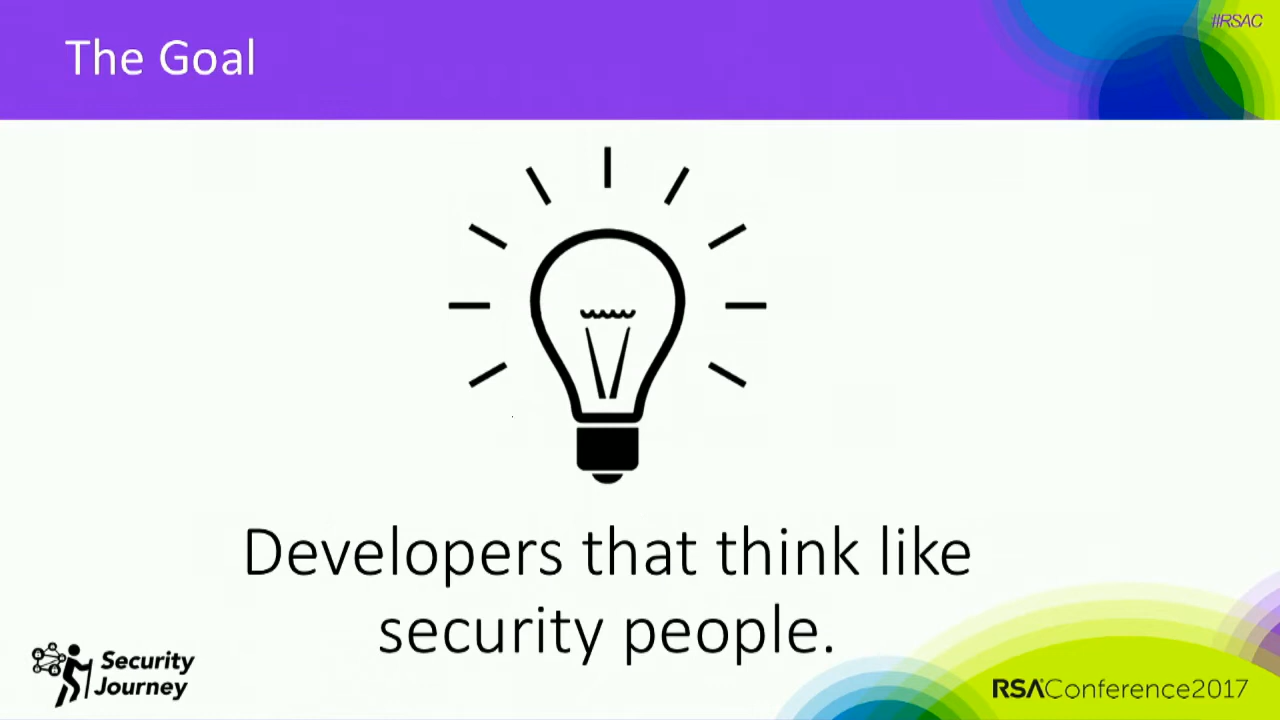 #RSAC
The Goal
Developers that think like
security people.
Security
Journey
RSAConference2017